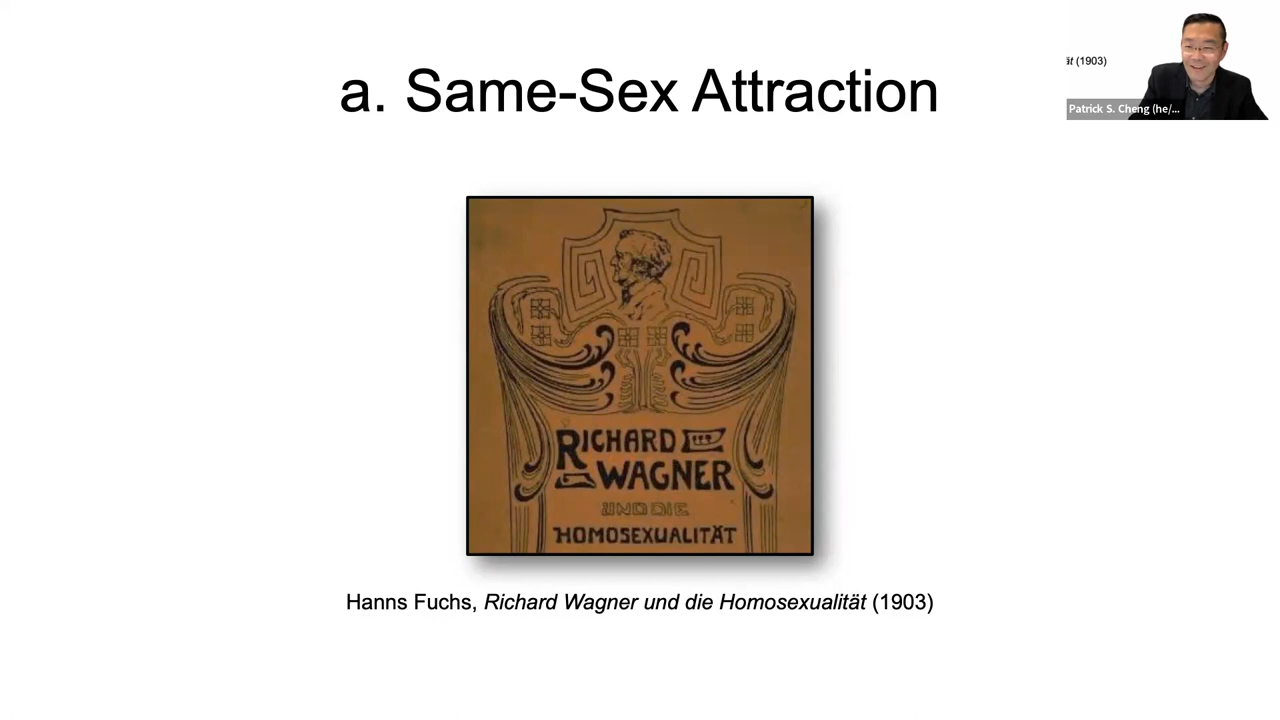 a. Same-Sex Attraction
ät (1903)
Patrick S. Cheng (he/...
RICHARD
WAGNER
UND DIE
HOMOSEXUALITÄT
Hanns Fuchs, Richard Wagner und die Homosexualität (1903)